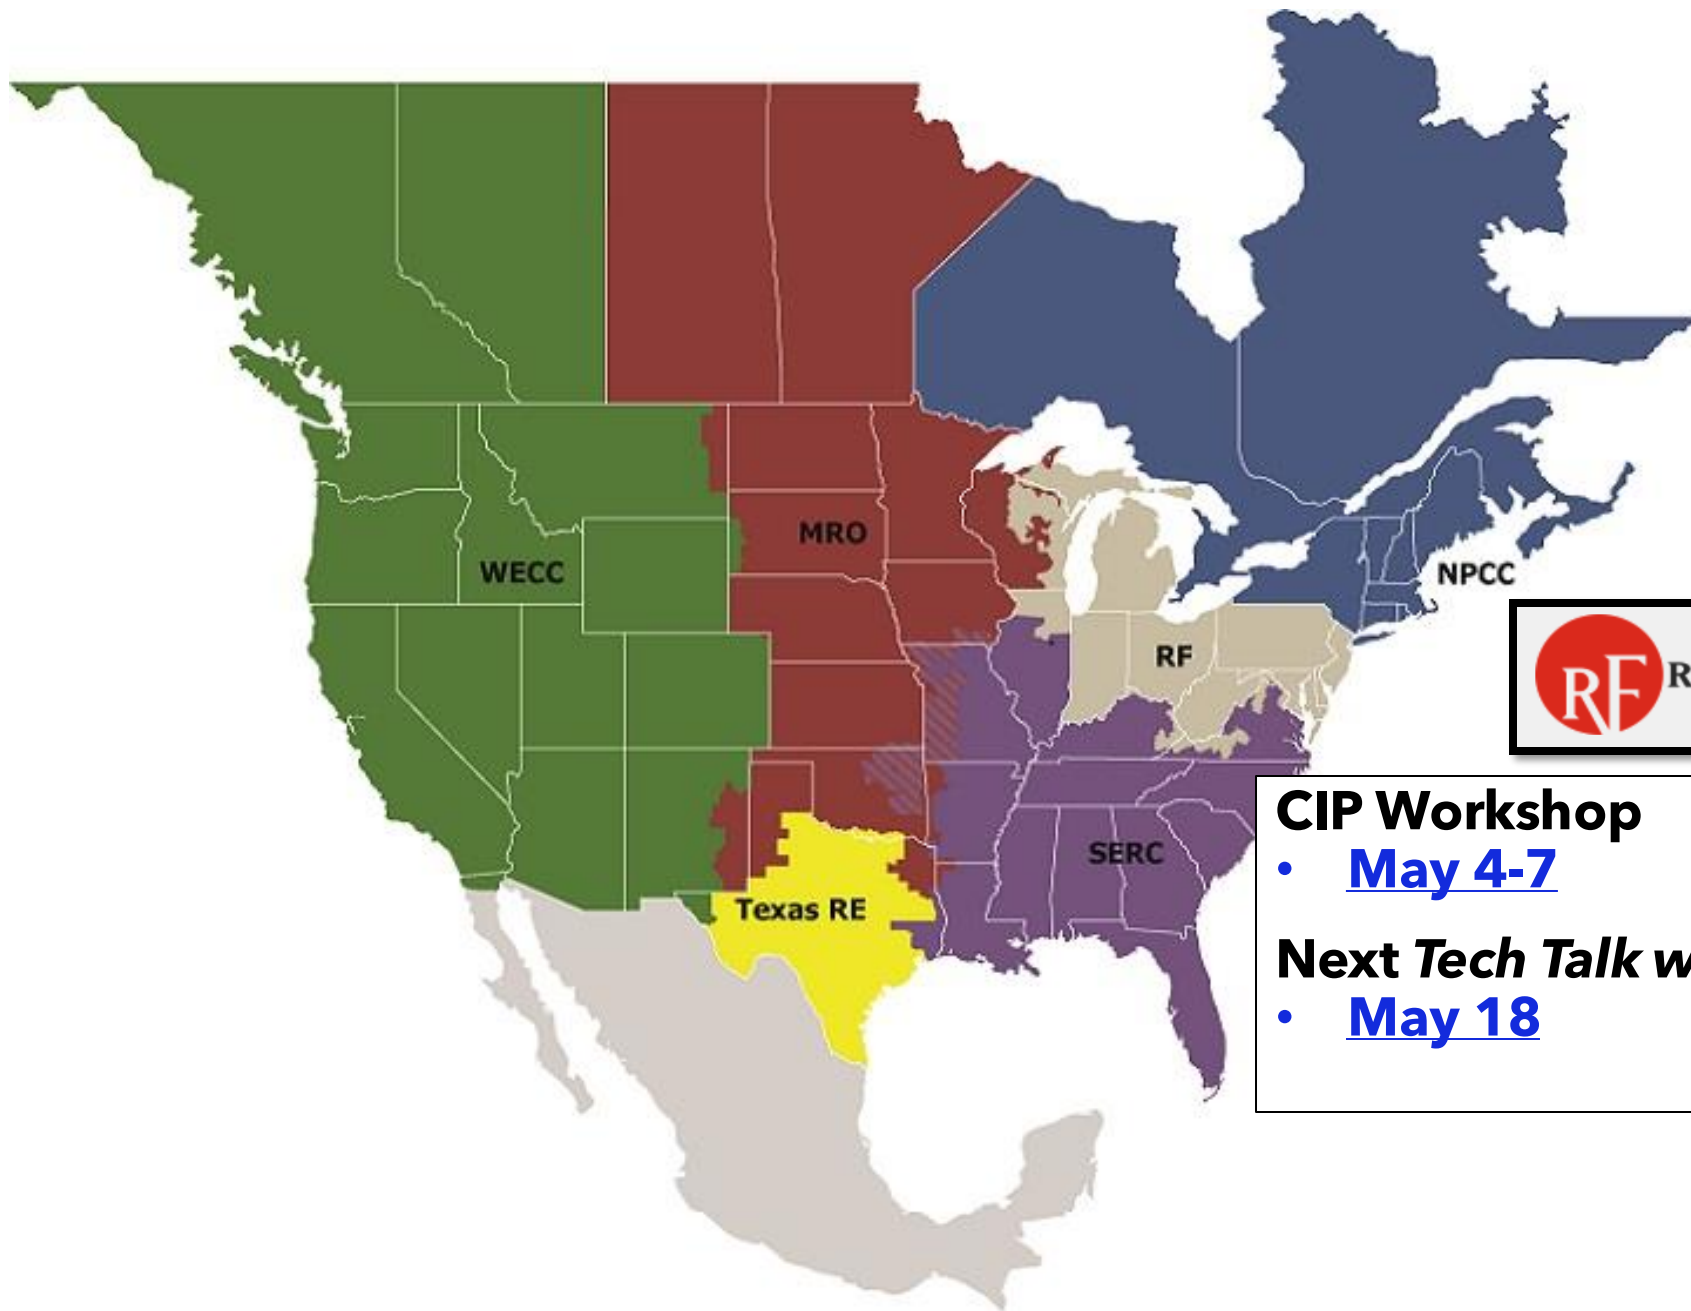 MRO
WECC
NPCC
RF
RF R
CIP Workshop
SERC
• May 4-7
Texas RE
Next Tech Talk w
• May 18